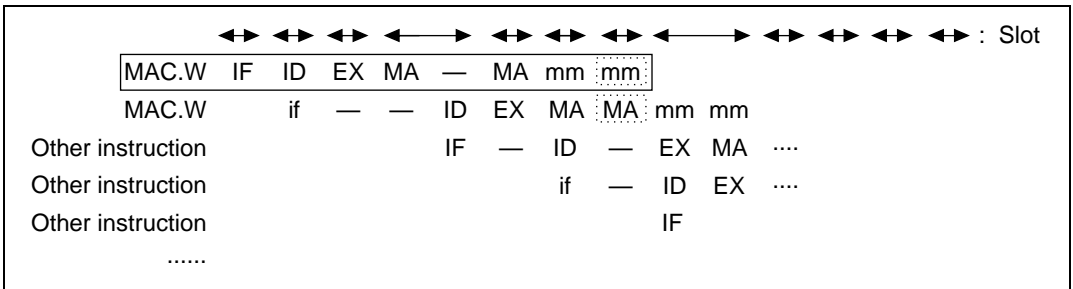 : Slot
MAC.W IF ID EX MA — MA mm mm
MAC.W if — — ID EX MA MA mm mm
Other instruction IF — ID — EX MA ....
Other instruction if — ID EX ....
Other instruction IF
......